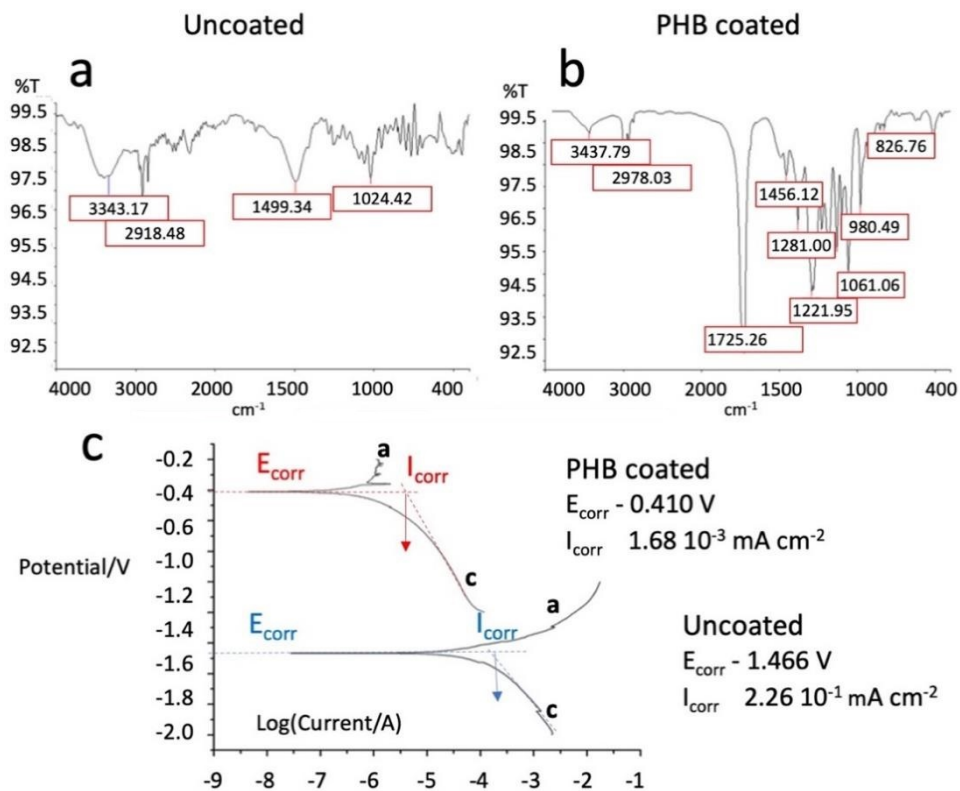 Uncoated
PHB coated
a
b
%T
99.5
98.5
97.5
96.5
95.5
94.5
93.5
92.5
3343.17
2918.48
1499.34
1024.42
4000 3000 2000 1500 1000 400
cm-1
%T
99.5
98.5
97.5
96.5
95.5
94.5
93.5
92.5
3437.79
2978.03
1725.26
1456.12
1281.00
1221.95
1061.06
980.49
826.76
4000 3000 1500 1000 400
cm-1
c
Potential/V
-0.2
-0.4
-0.6
-1.0
-1.2
-1.4
-1.6
-1.8
-2.0
Ecorr
a
Icorr
c
Ecorr
Icorr
a
c
Log(Current/A)
-9 -8 -7 -6 -5 -4 -3 -2 -1
PHB coated
Ecorr - 0.410 V
Icorr 1.68 10-3 mA cm-2
Uncoated
Ecorr - 1.466 V
Icorr 2.26 10-1 mA cm-2